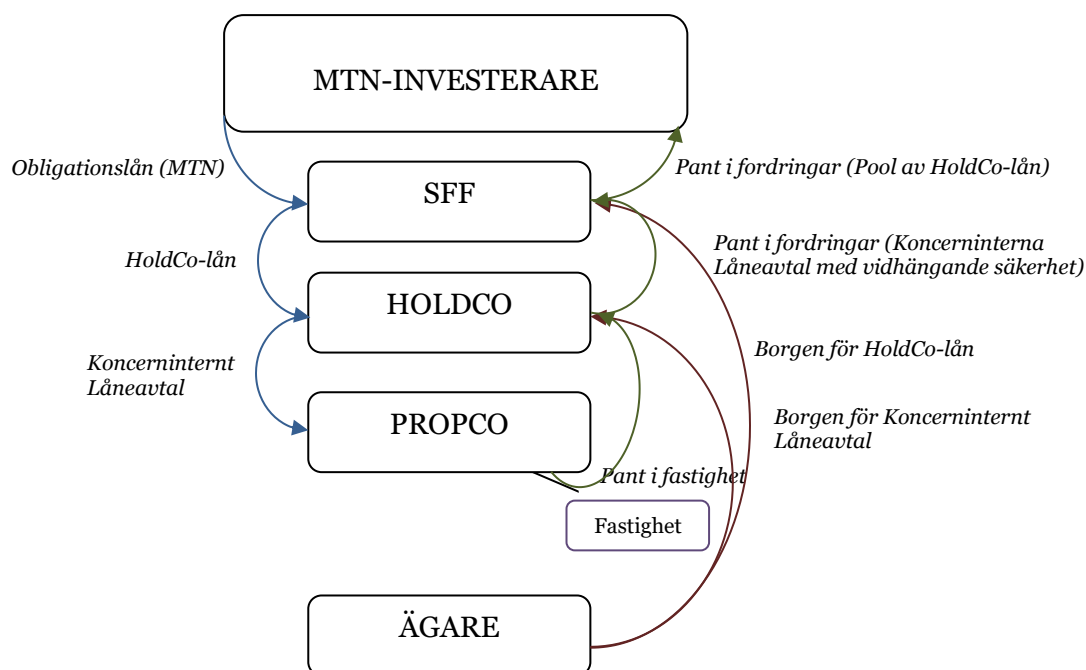 MTN-INVESTERARE
Obligationslån (MTN)
Pant i fordringar (Pool av HoldCo-lån)
SFF
HoldCo-lån
Pant i fordringar (Koncerninterna
Låneavtal med vidhängande säkerhet)
HOLDCO
Borgen för HoldCo-lån
Koncerninternt
Låneavtal
PROPCO
Borgen för Koncerninternt
Låneavtal
Pant i fastighet
Fastighet
ÄGARE